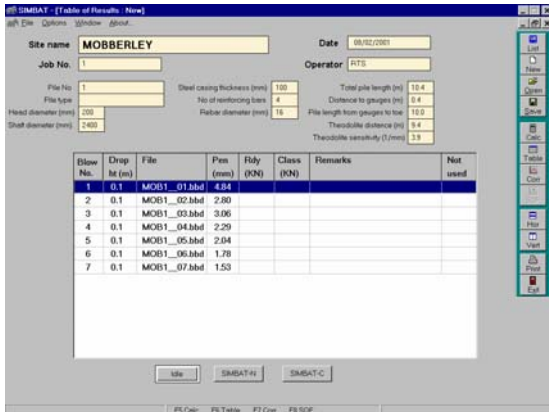 SIMBAT - [Table of Results : New]
File Options Window About..
Site name MOBBERLEY Date 08/02/2001
Job No. 1 Operator RTS
File No 1 Steel casing thickness (mm) 100 Total pile length (m) 10.4
File type No of reinforcing bars 4 Distance to gauges (m) 0.4
Head diameter (mm) 200 Rebar diameter (mm) 16 Pile length from gauges to toe 10.0
Shaft diameter (mm) 2400 Theodolite distance (m) 9.4
Theodolite sensitivity (1/mm) 3.9
Blow No. Drop ht (m) File Pen (mm) Rdy (KN) Class (KN) Remarks Not used
1 0.1 MOB1__01.bbd 4.84
2 0.1 MOB1__02.bbd 2.80
3 0.1 MOB1__03.bbd 3.06
4 0.1 MOB1__04.bbd 2.29
5 0.1 MOB1__05.bbd 2.04
6 0.1 MOB1__06.bbd 1.78
7 0.1 MOB1__07.bbd 1.53
Idle SIMBAT-N SIMBAT-C
F5 Calc F6 Table F7 Corr F8 SOF
List
New
Open
Save
Calc
Table
Corr
Hor
Vert
Print
Exit